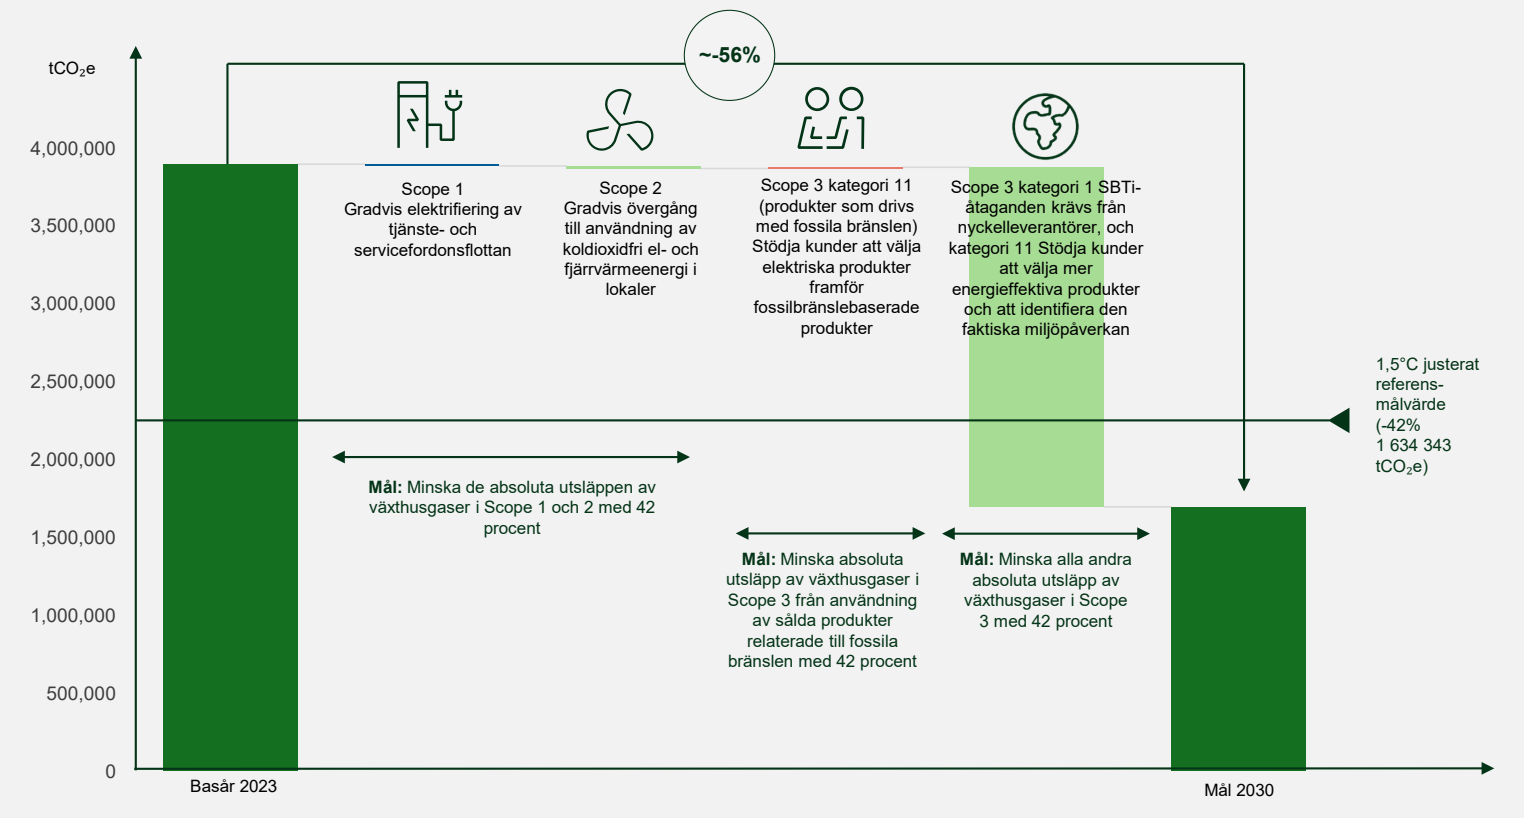 ~-56%
tCO₂e
4,000,000
3,500,000
3,000,000
2,500,000
2,000,000
1,500,000
1,000,000
500,000
0
Scope 1
Gradvis elektrifiering av
tjänste- och
servicefordonsflottan
Scope 2
Gradvis övergång
till användning av
koldioxidfri el- och
fjärrvärmeenergi i
lokaler
Scope 3 kategori 11
(produkter som drivs
med fossila bränslen)
Stödja kunder att välja
elektriska produkter
framför
fossilbränslebaserade
produkter
Scope 3 kategori 1 SBTi-
åtaganden krävs från
nyckelleverantörer, och
kategori 11 Stödja kunder
att välja mer
energieffektiva produkter
och att identifiera den
faktiska miljöpåverkan
1,5°C justerat
referens-
målvärde
(-42%
1 634 343
tCO₂e)
Mål: Minska de absoluta utsläppen av
växthusgaser i Scope 1 och 2 med 42
procent
Mål: Minska absoluta
utsläpp av växthusgaser i
Scope 3 från användning
av sålda produkter
relaterade till fossila
bränslen med 42 procent
Mål: Minska alla andra
absoluta utsläpp av
växthusgaser i Scope
3 med 42 procent
Basår 2023
Mål 2030